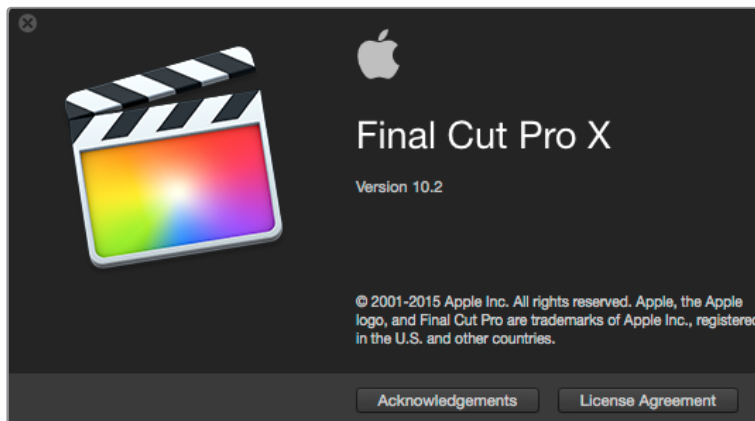 Final Cut Pro X
Version 10.2
© 2001-2015 Apple Inc. All rights reserved. Apple, the Apple
logo, and Final Cut Pro are trademarks of Apple Inc., registered
in the U.S. and other countries.
Acknowledgements
License Agreement